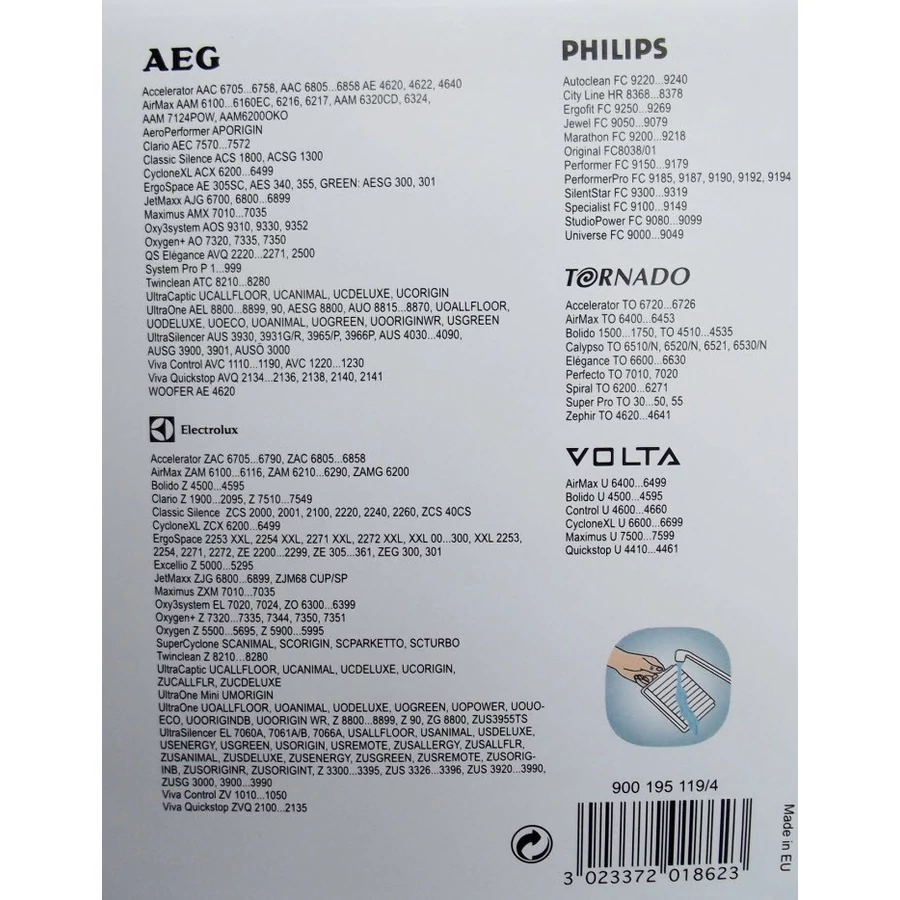 AEG
Accelerator AAC 6705...6758, AAC 6805...6858 AE 4620, 4622, 4640
AirMax AAM 6100...6160EC, 6216, 6217, AAM 6320CD, 6324,
AAM 7124POW, AAM6200OKO
AeroPerformer APORIGIN
Clario AEC 7570...7572
Classic Silence ACS 1800, ACSG 1300
CycloneXL ACX 6200...6499
ErgoSpace AE 305SC, AES 340, 355, GREEN: AESG 300, 301
JetMaxx AJG 6700, 6800...6899
Maximus AMX 7010...7035
Oxy3system AOS 9310, 9330, 9352
Oxygen+ AO 7320, 7335, 7350
QS Elégance AVQ 2220...2271, 2500
System Pro P 1...999
Twinclean ATC 8210...8280
UltraCaptic UCALLFLOOR, UCANIMAL, UCDELUXE, UCORIGIN
UltraOne AEL 8800...8899, 90, AESG 8800, AUO 8815...8870, UOALLFLOOR,
UODELUXE, UOECO, UOANIMAL, UOGREEN, UOORIGINWR, USGREEN
UltraSilencer AUS 3930, 3931G/R, 3965/P, 3966P, AUS 4030...4090,
AUSG 3900, 3901, AUSO 3000
Viva Control AVC 1110...1190, AVC 1220...1230
Viva Quickstop AVQ 2134...2136, 2138, 2140, 2141
WOOFER AE 4620
Electrolux
Accelerator ZAC 6705...6790, ZAC 6805...6858
AirMax ZAM 6100...6116, ZAM 6210...6290, ZAMG 6200
Bolido Z 4500...4595
Clario Z 1900...2095, Z 7510...7549
Classic Silence ZCS 2000, 2001, 2100, 2220, 2240, 2260, ZCS 40CS
CycloneXL ZCX 6200...6499
ErgoSpace 2253 XXL, 2254 XXL, 2271 XXL, 2272 XXL, XXL 00...300, XXL 2253,
2254, 2271, 2272, ZE 2200...2299, ZE 305...361, ZEG 300, 301
Excellio Z 5000...5295
JetMaxx ZJG 6800...6899, ZJM68 CUP/SP
Maximus ZXM 7010...7035
Oxy3system EL 7020, 7024, ZO 6300...6399
Oxygen+ Z 7320...7335, 7344, 7350, 7351
Oxygen Z 5500...5695, Z 5900...5995
SuperCyclone SCANIMAL, SCORIGIN, SCPARKETTO, SCTURBO
Twinclean Z 8210...8280
UltraCaptic UCALLFLOOR, UCANIMAL, UCDELUXE, UCORIGIN,
ZUCALLFLR, ZUCDELUXE
UltraOne Mini UMORIGIN
UltraOne UOALLFLOOR, UOANIMAL, UODELUXE, UOGREEN, UOPOWER, UOUO-
ECO, UOORIGINDB, UOORIGIN WR, Z 8800...8899, Z 90, ZG 8800, ZUS3955TS
UltraSilencer EL 7060A, 7061A/B, 7066A, USALLFLOOR, USANIMAL, USDELUXE,
USENERGY, USGREEN, USORIGIN, USREMOTE, ZUSALLERGY, ZUSALLFLR,
ZUSANIMAL, ZUSDELUXE, ZUSENERGY, ZUSGREEN, ZUSREMOTE, ZUSORIG-
INB, ZUSORIGINR, ZUSORIGINT, Z 3300...3395, ZUS 3326...3396, ZUS 3920...3990,
ZUSG 3000, 3900...3990
Viva Control ZV 1010...1050
Viva Quickstop ZVQ 2100...2135
PHILIPS
Autoclean FC 9220...9240
City Line HR 8368...8378
Ergofit FC 9250...9269
Jewel FC 9050...9079
Marathon FC 9200...9218
Original FC8038/01
Performer FC 9150...9179
PerformerPro FC 9185, 9187, 9190, 9192, 9194
SilentStar FC 9300...9319
Specialist FC 9100...9149
StudioPower FC 9080...9099
Universe FC 9000...9049
TORNADO
Accelerator TO 6720...6726
AirMax TO 6400...6453
Bolido 1500...1750, TO 4510...4535
Calypso TO 6510/N, 6520/N, 6521, 6530/N
Elégance TO 6600...6630
Perfecto TO 7010, 7020
Spiral TO 6200...6271
Super Pro TO 30...50, 55
Zephir TO 4620...4641
VOLTA
AirMax U 6400...6499
Bolido U 4500...4595
Control U 4600...4660
CycloneXL U 6600...6699
Maximus U 7500...7599
Quickstop U 4410...4461
900 195 119/4
3 023372 018623
Made in EU